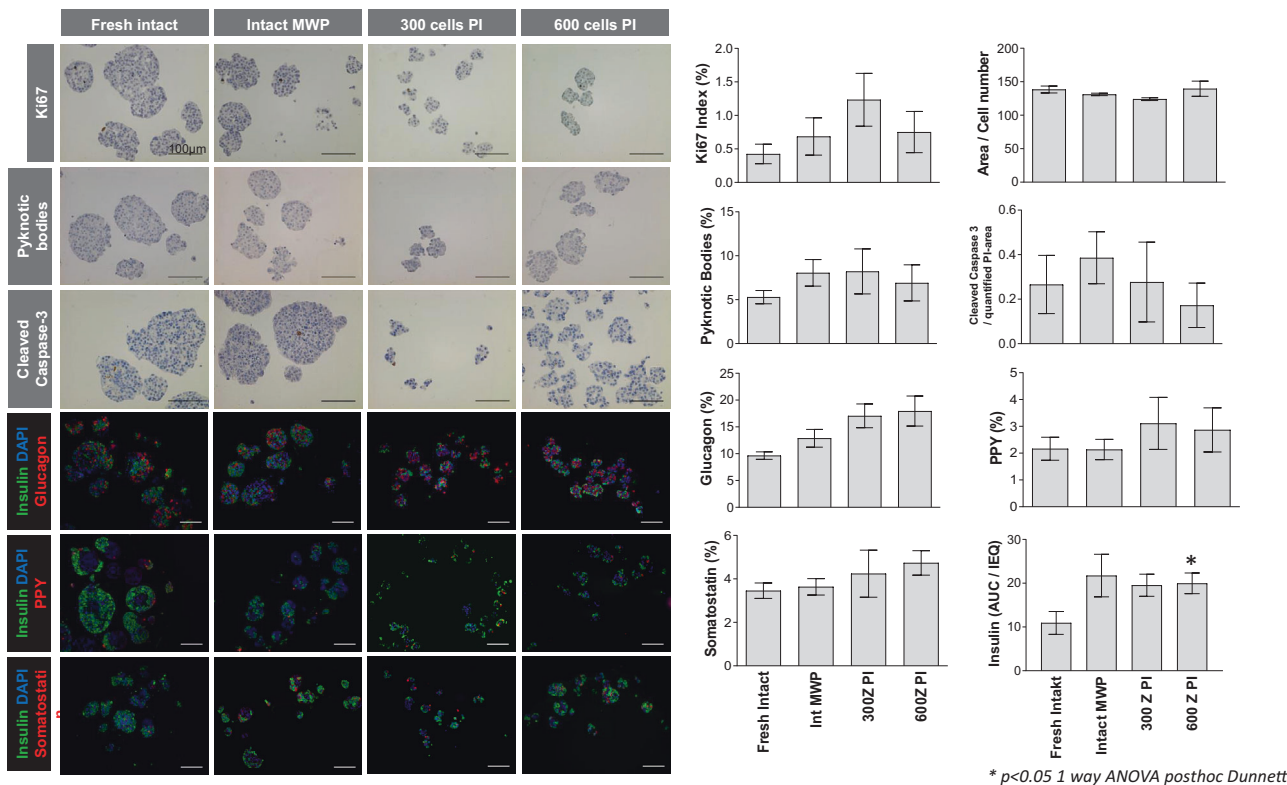 Fresh intact
Intact MWP
300 cells PI
600 cells PI
Ki67
100µm
Pyknotic
bodies
Cleaved
Caspase-3
Insulin DAPI
Glucagon
Insulin DAPI
PPY
Insulin DAPI
Somatostati
n
Ki67 Index (%)
2.0
1.5
1.0
0.5
0.0
Area / Cell number
200
150
100
50
0
Pyknotic Bodies (%)
15
10
5
0
Cleaved Caspase 3
/ quantified PI-area
0.6
0.4
0.2
0.0
Glucagon (%)
25
20
15
10
5
0
PPY (%)
5
4
3
2
1
0
Somatostatin (%)
6
4
2
0
Fresh Intact
Int MWP
300Z PI
600Z PI
Insulin (AUC / IEQ)
30
20
10
0
*
Fresh Intakt
Intact MWP
300 Z PI
600 Z PI
* p<0.05 1 way ANOVA posthoc Dunnett